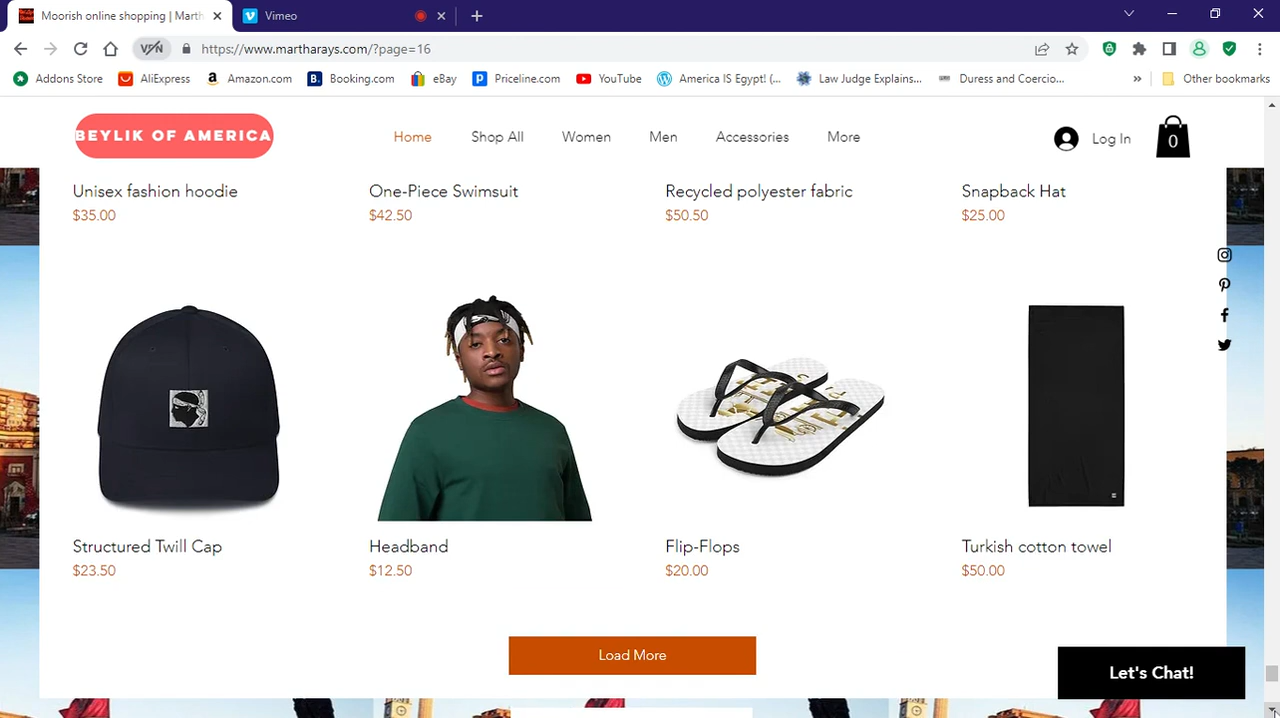 Moorish online shopping | Marth
Vimeo
VPN
https://www.martharays.com/?page=16
Addons Store
AliExpress
Amazon.com
Booking.com
eBay
Priceline.com
YouTube
America IS Egypt! (...
Law Judge Explains...
Duress and Coercio...
Other bookmarks
BEYLIK OF AMERICA
Home
Shop All
Women
Men
Accessories
More
Log In
0
Unisex fashion hoodie
$35.00
One-Piece Swimsuit
$42.50
Recycled polyester fabric
$50.50
Snapback Hat
$25.00
Structured Twill Cap
$23.50
Headband
$12.50
Flip-Flops
$20.00
Turkish cotton towel
$50.00
Load More
Let's Chat!